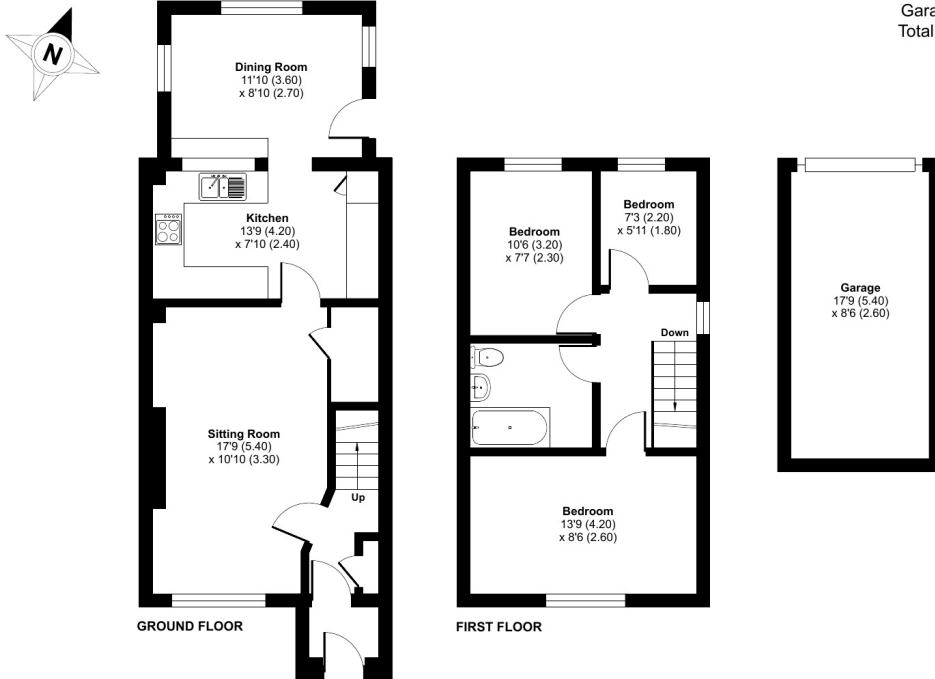 Gara
Total
N
Dining Room
11'10 (3.60)
x 8'10 (2.70)
Kitchen
13'9 (4.20)
x 7'10 (2.40)
Sitting Room
17'9 (5.40)
x 10'10 (3.30)
Up
GROUND FLOOR
Bedroom
10'6 (3.20)
x 7'7 (2.30)
Bedroom
7'3 (2.20)
x 5'11 (1.80)
Down
Bedroom
13'9 (4.20)
x 8'6 (2.60)
FIRST FLOOR
Garage
17'9 (5.40)
x 8'6 (2.60)